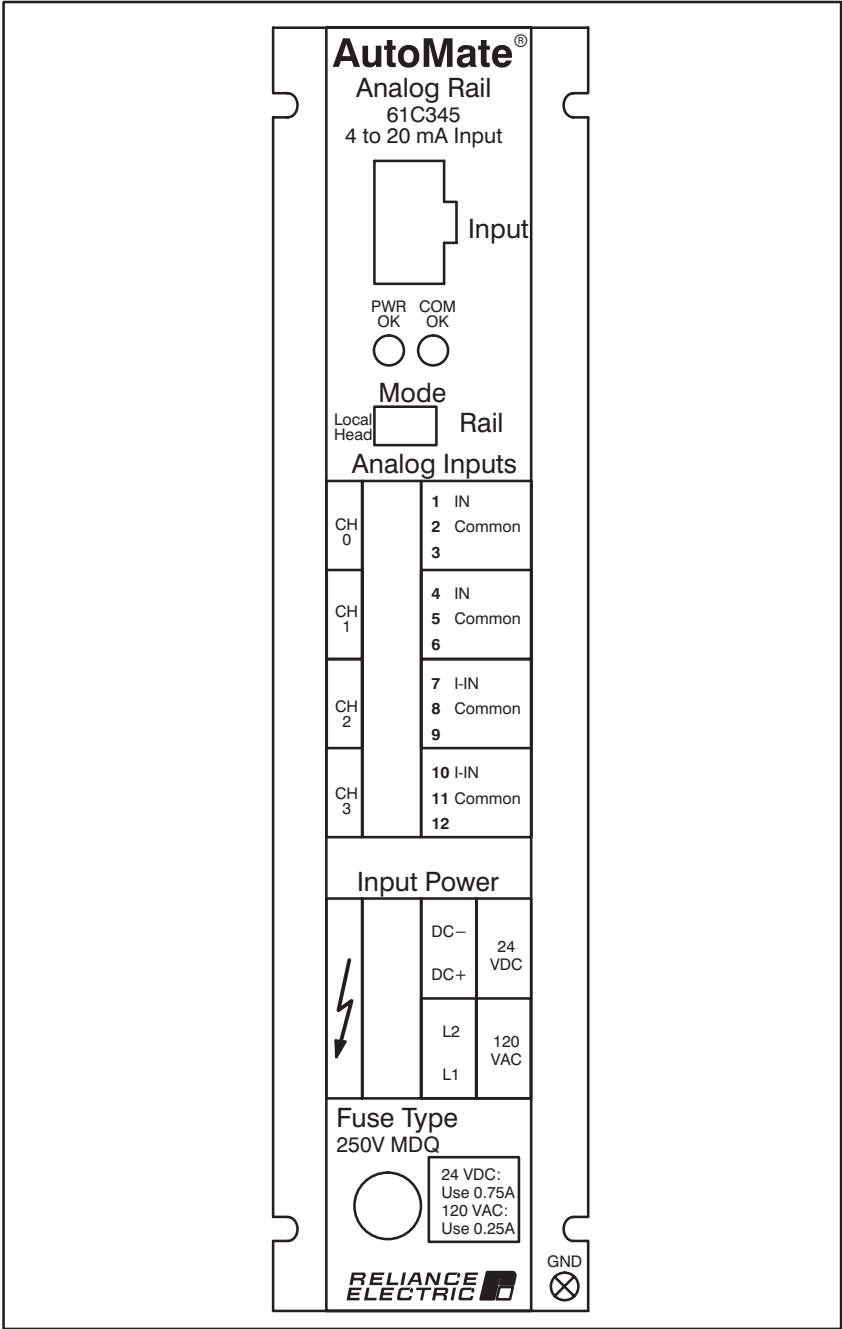 AutoMate®
Analog Rail
61C345
4 to 20 mA Input
Input
PWR OK
COM OK
Mode
Local Head
Rail
Analog Inputs
CH 0
1 IN
2 Common
3
CH 1
4 IN
5 Common
6
CH 2
7 I-IN
8 Common
9
CH 3
10 I-IN
11 Common
12
Input Power
DC−
DC+
24 VDC
L2
L1
120 VAC
Fuse Type
250V MDQ
24 VDC:
Use 0.75A
120 VAC:
Use 0.25A
GND
RELIANCE
ELECTRIC